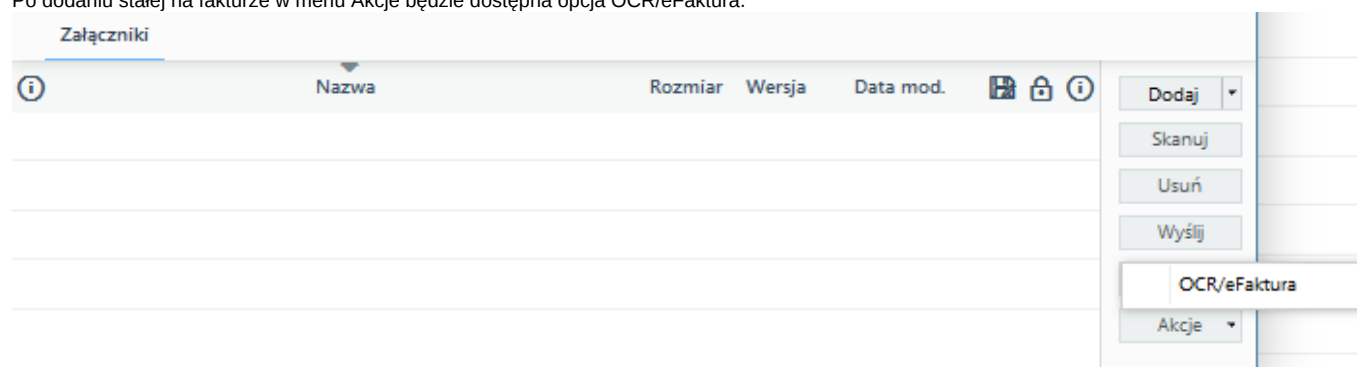 Po dodaniu stałej na fakturze w menu Akcje będzie dostępna opcja OCR/eFaktura.
Załączniki
Nazwa Rozmiar Wersja Data mod.
Dodaj
Skanuj
Usuń
Wyślij
OCR/eFaktura
Akcje